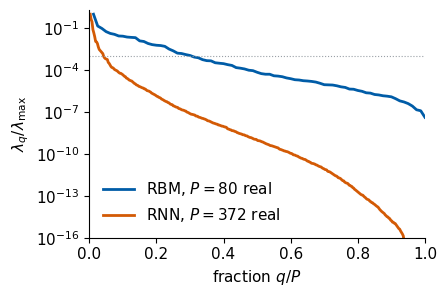 10⁻¹
10⁻⁴
10⁻⁷
10⁻¹⁰
10⁻¹³
10⁻¹⁶
λ_q/λ_max
RBM, P = 80 real
RNN, P = 372 real
0.0 0.2 0.4 0.6 0.8 1.0
fraction q/P